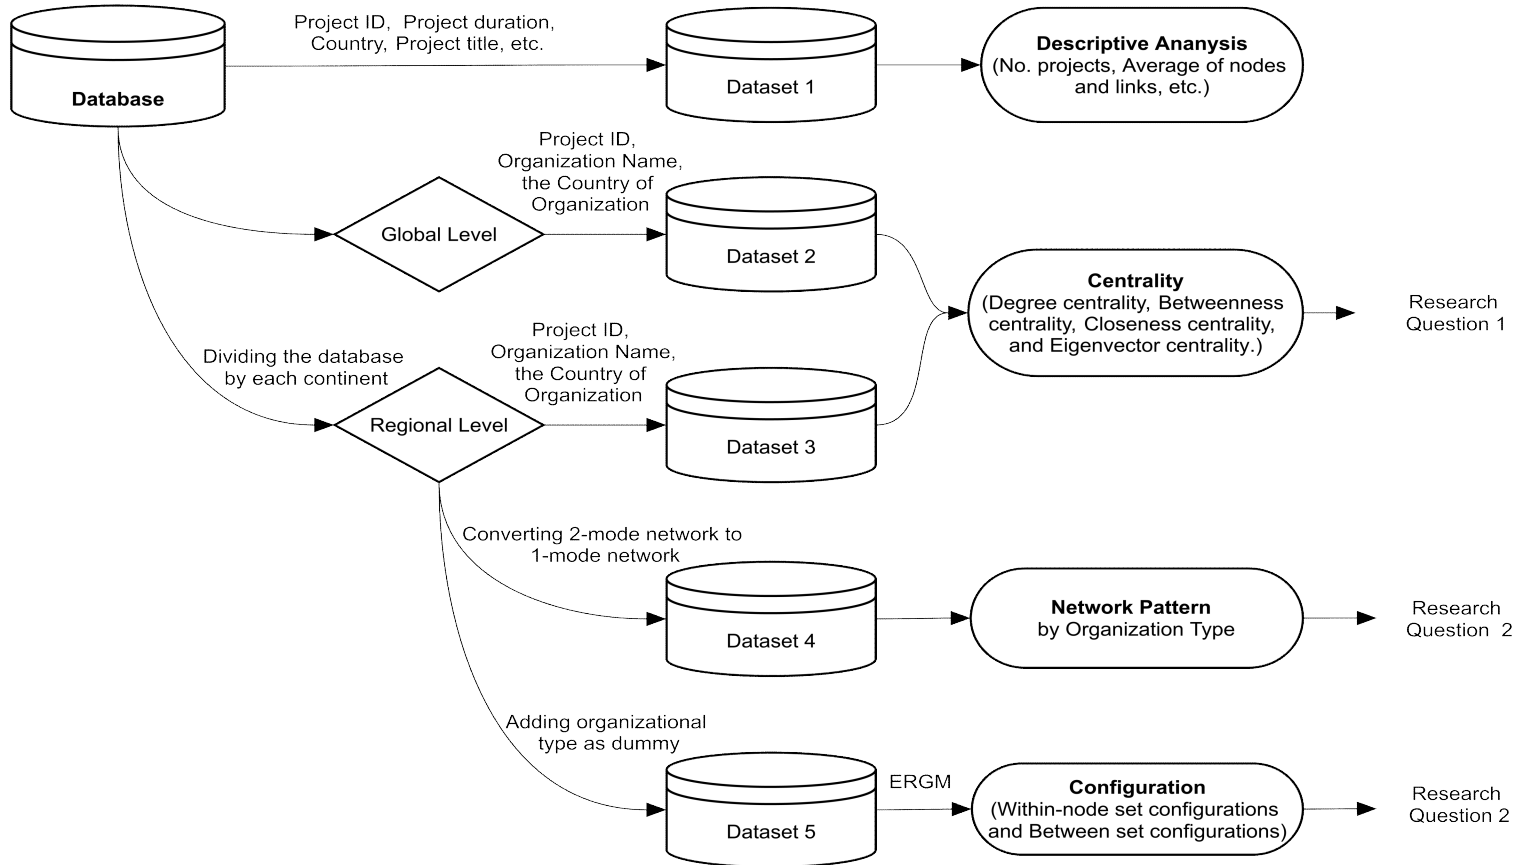 Project ID, Project duration,
Country, Project title, etc.
Database
Dataset 1
Descriptive Ananysis
(No. projects, Average of nodes
and links, etc.)
Project ID,
Organization Name,
the Country of
Organization
Global Level
Dataset 2
Centrality
(Degree centrality, Betweenness
centrality, Closeness centrality,
and Eigenvector centrality.)
Research
Question 1
Dividing the database
by each continent
Project ID,
Organization Name,
the Country of
Organization
Regional Level
Dataset 3
Converting 2-mode network to
1-mode network
Dataset 4
Network Pattern
by Organization Type
Research
Question 2
Adding organizational
type as dummy
Dataset 5
ERGM
Configuration
(Within-node set configurations
and Between set configurations)
Research
Question 2